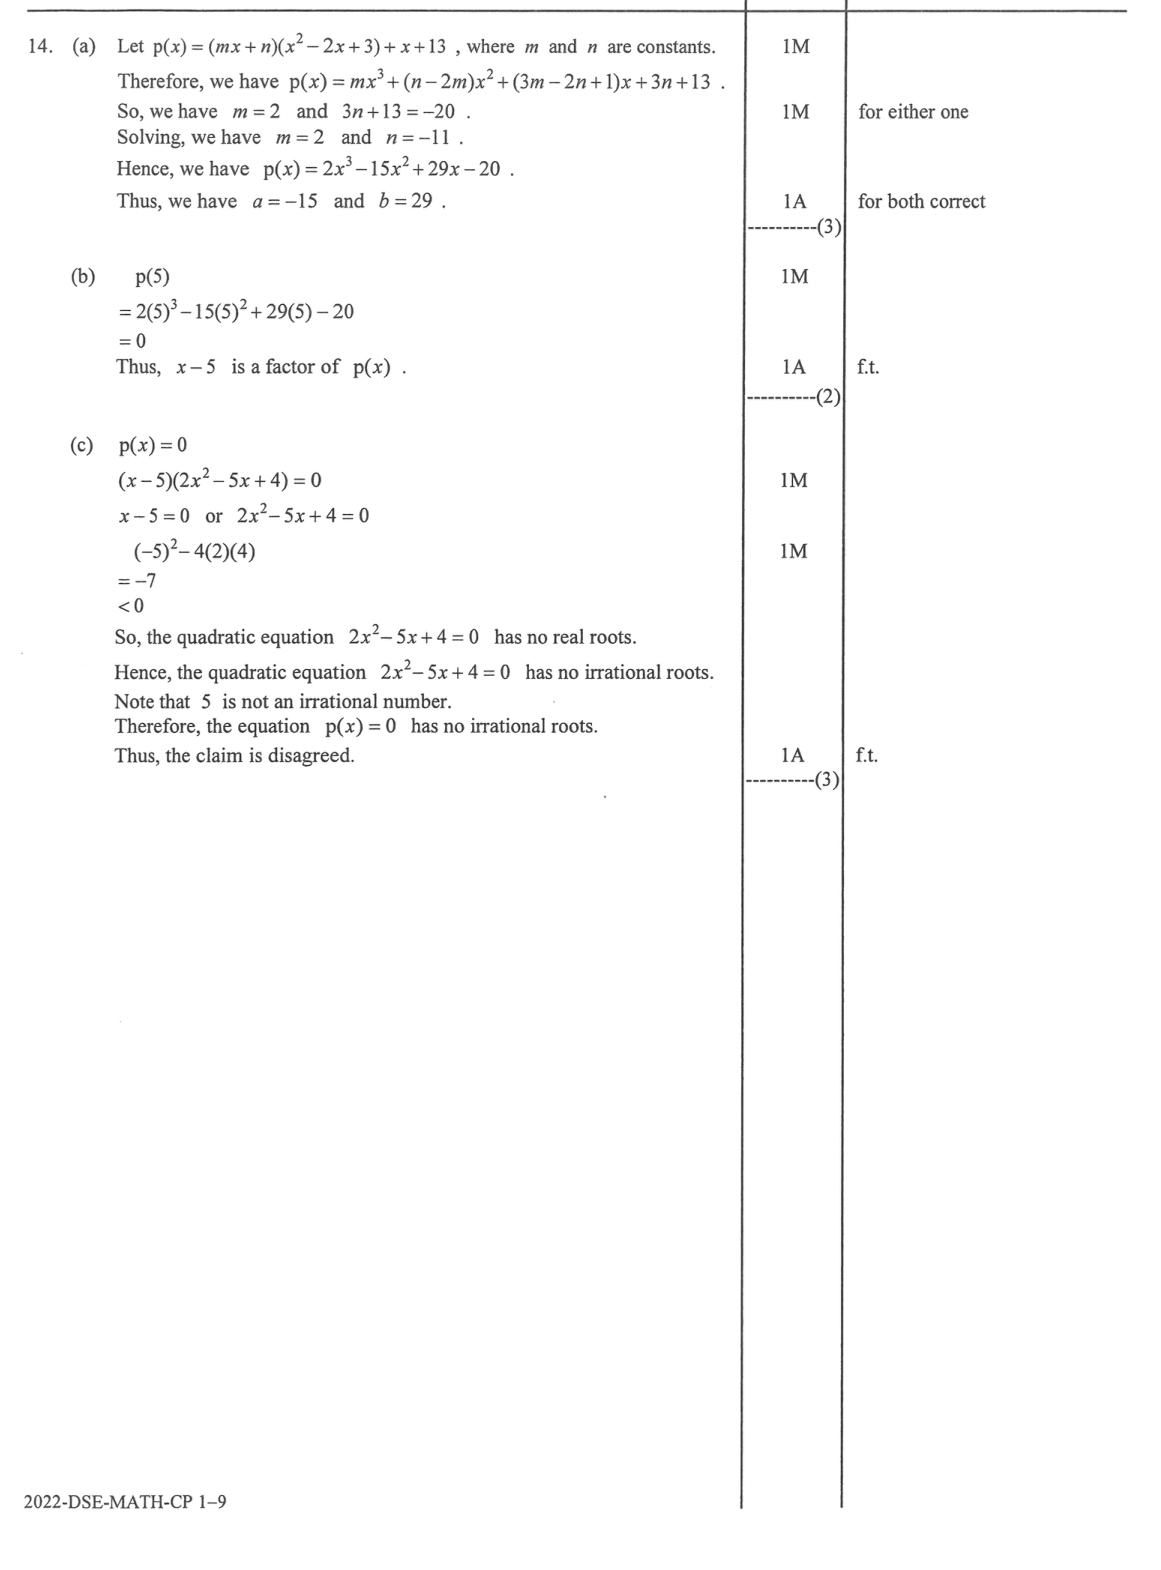 14. (a) Let p(x) = (mx + n)(x² − 2x + 3) + x + 13 , where m and n are constants. 1M
Therefore, we have p(x) = mx³ + (n − 2m)x² + (3m − 2n + 1)x + 3n + 13 .
So, we have m = 2 and 3n + 13 = −20 . 1M for either one
Solving, we have m = 2 and n = −11 .
Hence, we have p(x) = 2x³ − 15x² + 29x − 20 .
Thus, we have a = −15 and b = 29 . 1A for both correct
----------(3)
(b) p(5) 1M
= 2(5)³ − 15(5)² + 29(5) − 20
= 0
Thus, x − 5 is a factor of p(x) . 1A f.t.
----------(2)
(c) p(x) = 0
(x − 5)(2x² − 5x + 4) = 0 1M
x − 5 = 0 or 2x² − 5x + 4 = 0
(−5)² − 4(2)(4) 1M
= −7
< 0
So, the quadratic equation 2x² − 5x + 4 = 0 has no real roots.
Hence, the quadratic equation 2x² − 5x + 4 = 0 has no irrational roots.
Note that 5 is not an irrational number.
Therefore, the equation p(x) = 0 has no irrational roots.
Thus, the claim is disagreed. 1A f.t.
----------(3)
2022-DSE-MATH-CP 1–9